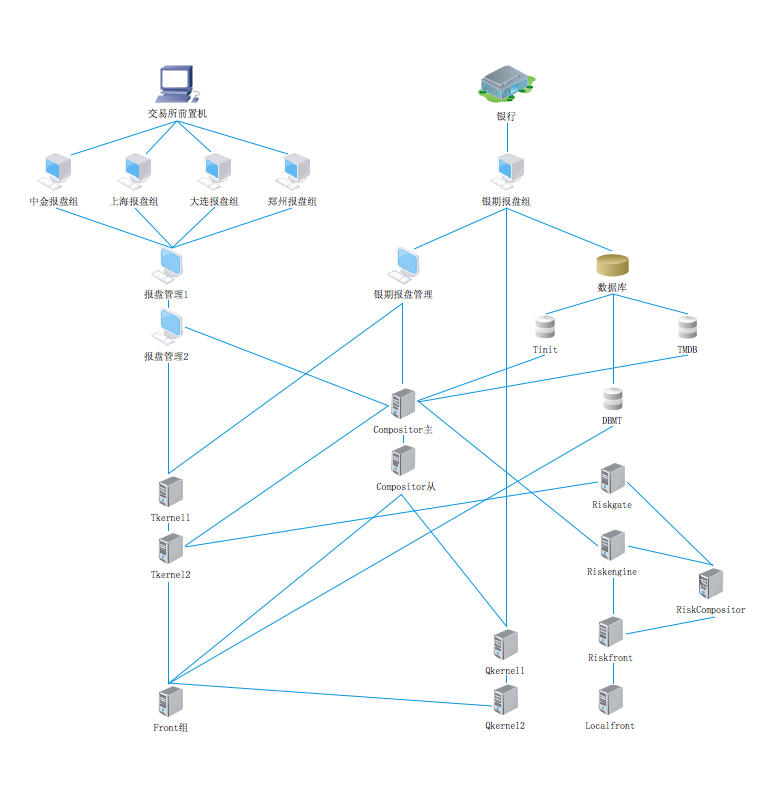 交易所前置机
银行
中金报盘组
上海报盘组
大连报盘组
郑州报盘组
银期报盘组
报盘管理1
银期报盘管理
数据库
报盘管理2
Tinit
TMDB
Compositor主
DBMT
Compositor从
Riskgate
Tkernel1
Tkernel2
Riskengine
RiskCompositor
Riskfront
Qkernel1
Front组
Qkernel2
Localfront